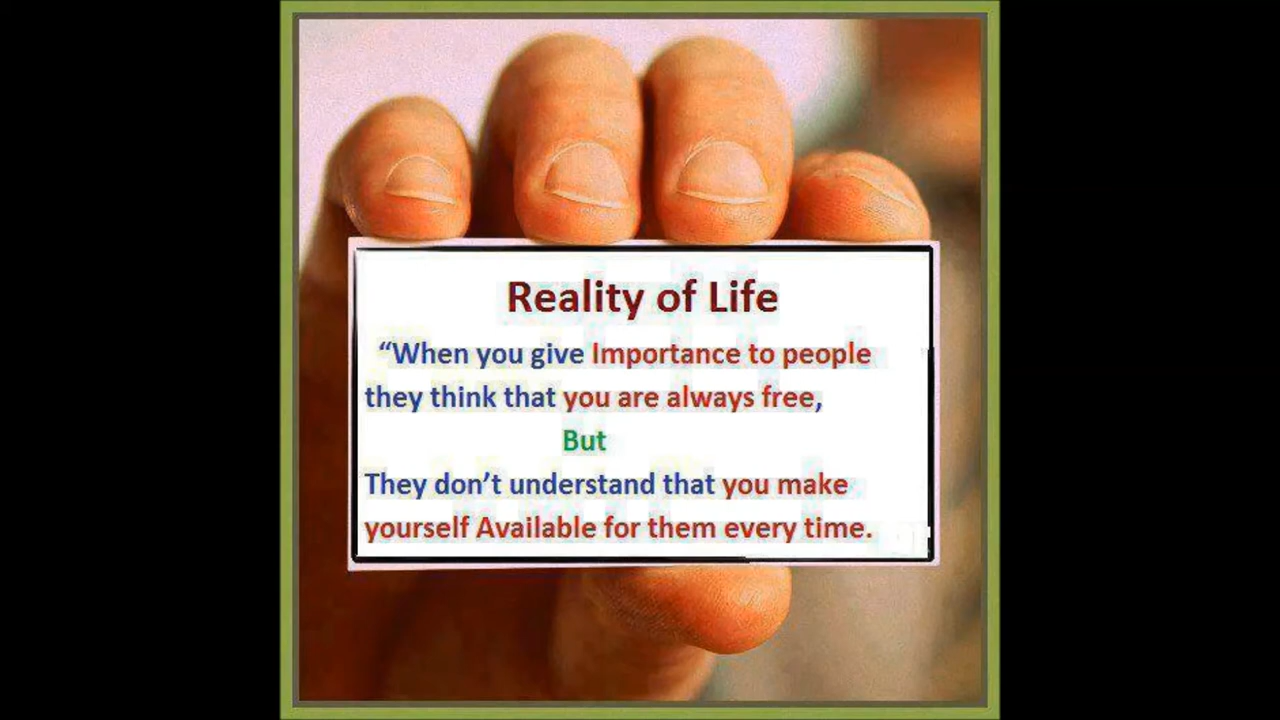 Reality of Life
“When you give Importance to people
they think that you are always free,
But
They don’t understand that you make
yourself Available for them every time.